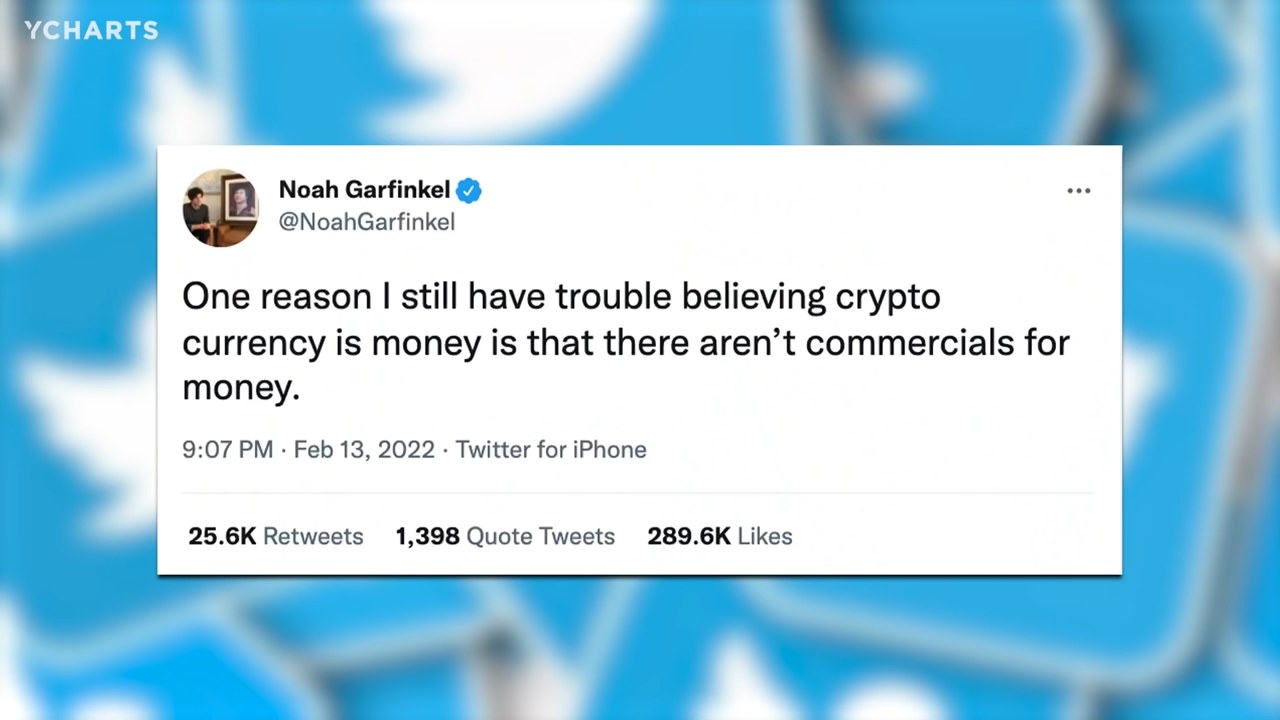 YCHARTS
Noah Garfinkel
@NoahGarfinkel
One reason I still have trouble believing crypto
currency is money is that there aren’t commercials for
money.
9:07 PM · Feb 13, 2022 · Twitter for iPhone
25.6K Retweets 1,398 Quote Tweets 289.6K Likes